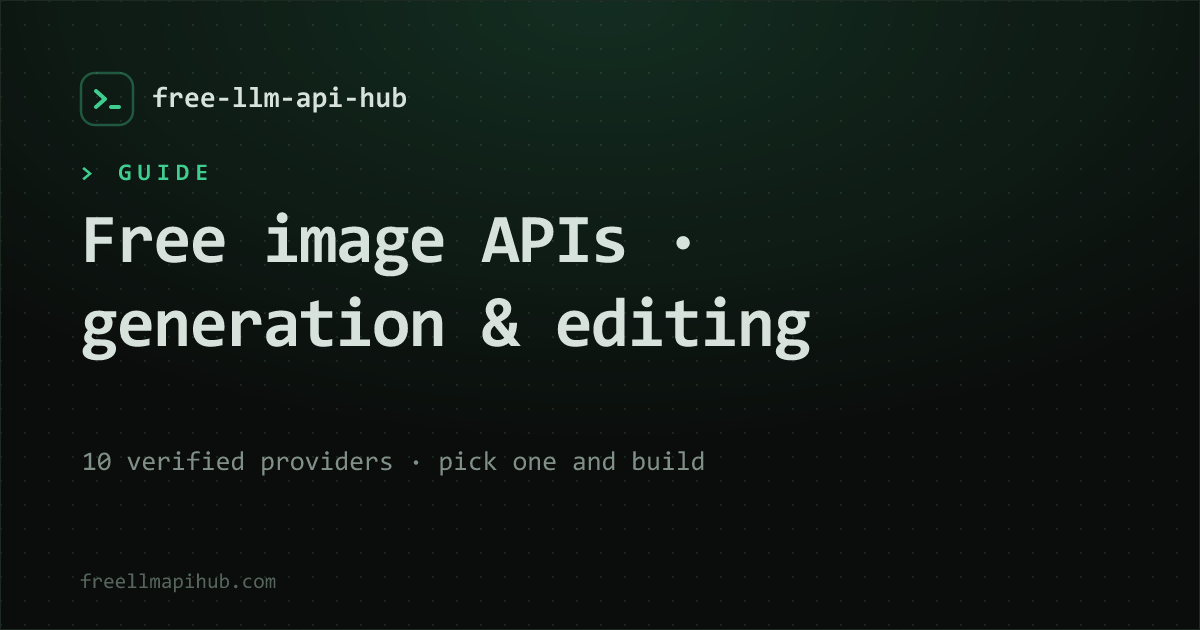 free-llm-api-hub
> GUIDE
Free image APIs ·
generation & editing
10 verified providers · pick one and build
freellmapihub.com